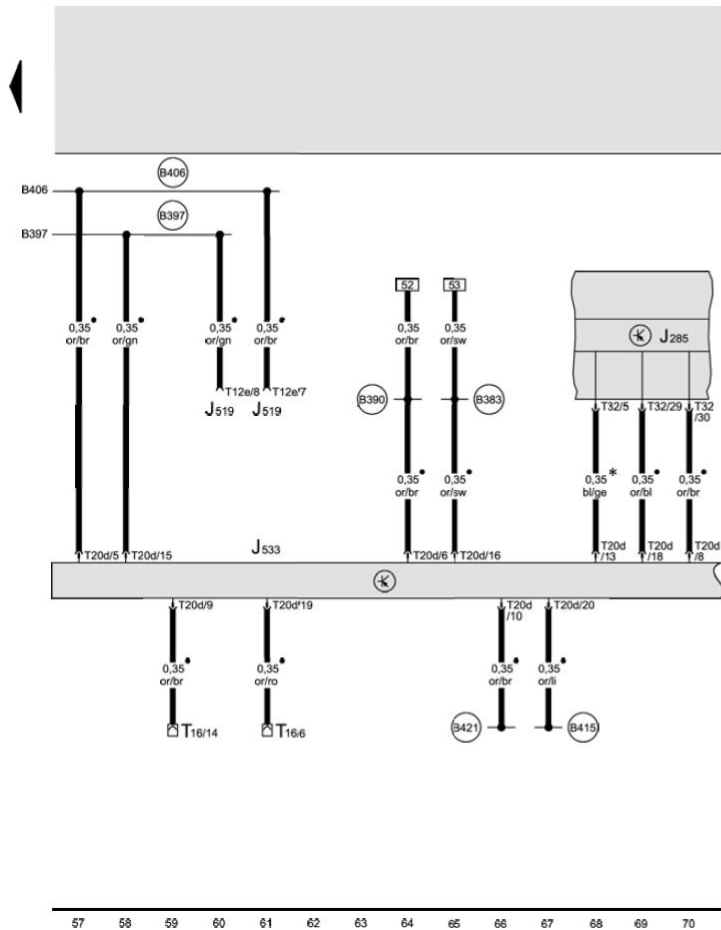 B406
B406
B397
B397
52 53
0,35 0,35 0,35 0,35 0,35 0,35
or/br or/gn or/gn or/br or/br or/sw
J285
T12e/8 T12e/7
J519 J519
B390 B383
T32/5 T32/29 T32
/30
0,35 0,35 0,35* 0,35 0,35
or/br or/sw bl/ge or/bl or/br
J533
T20d/5 T20d/15 T20d/6 T20d/16 T20d T20d T20d
/13 /18 /8
T20d/9 T20d/19 T20d T20d/20
/10
0,35 0,35 0,35 0,35
or/br or/ro or/br or/li
T16/14 T16/6 B421 B415
57 58 59 60 61 62 63 64 65 66 67 68 69 70